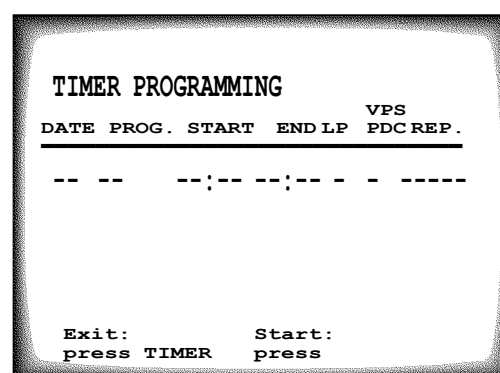 TIMER PROGRAMMING
VPS
DATE PROG. START END LP PDC REP.
-- -- --:-- --:-- - - -----
Exit: Start:
press TIMER press